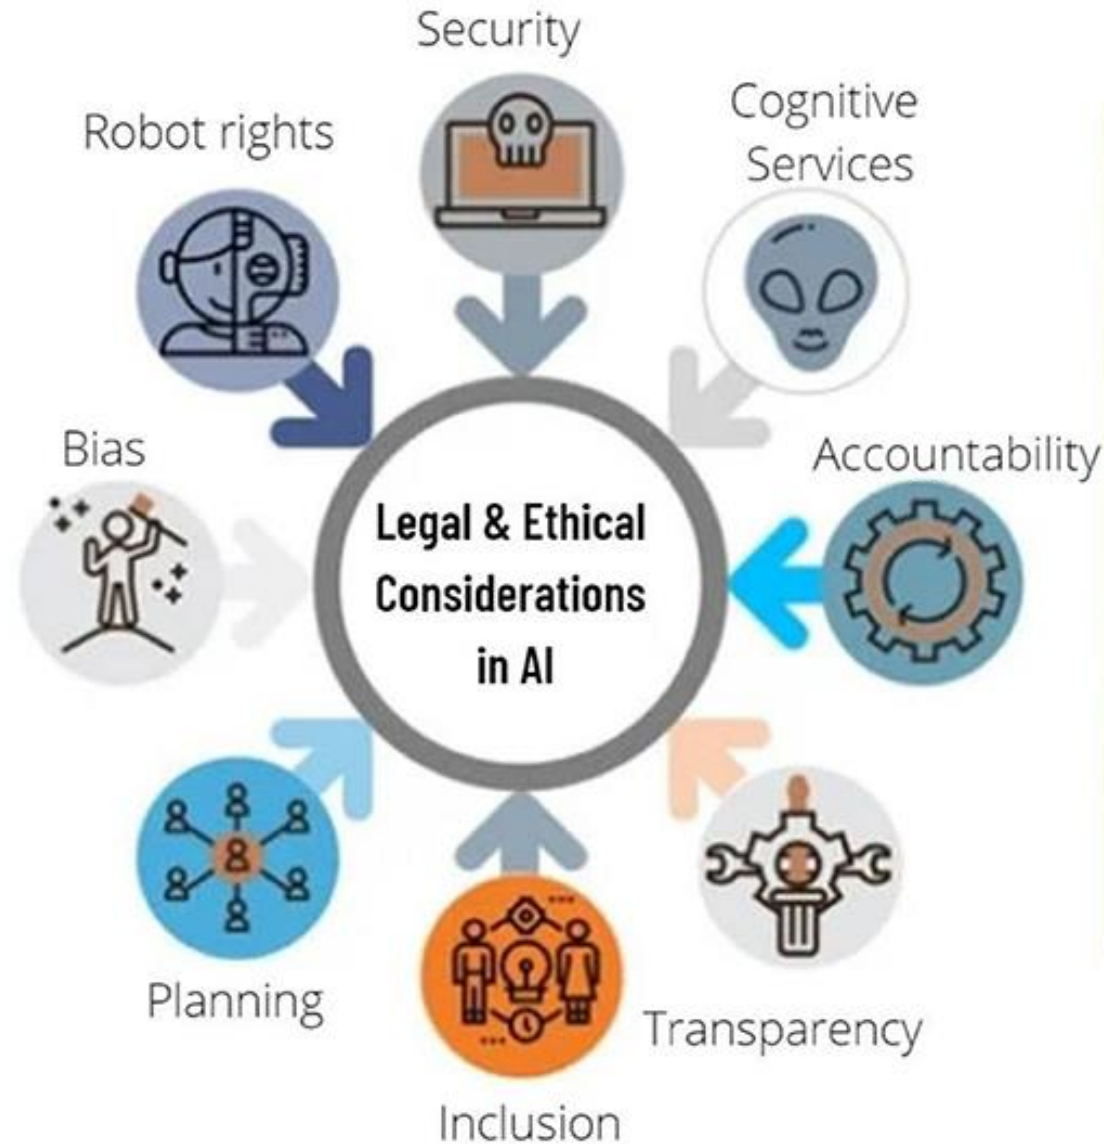 Security
Robot rights
Cognitive
Services
Bias
Accountability
Legal & Ethical
Considerations
in AI
Planning
Transparency
Inclusion